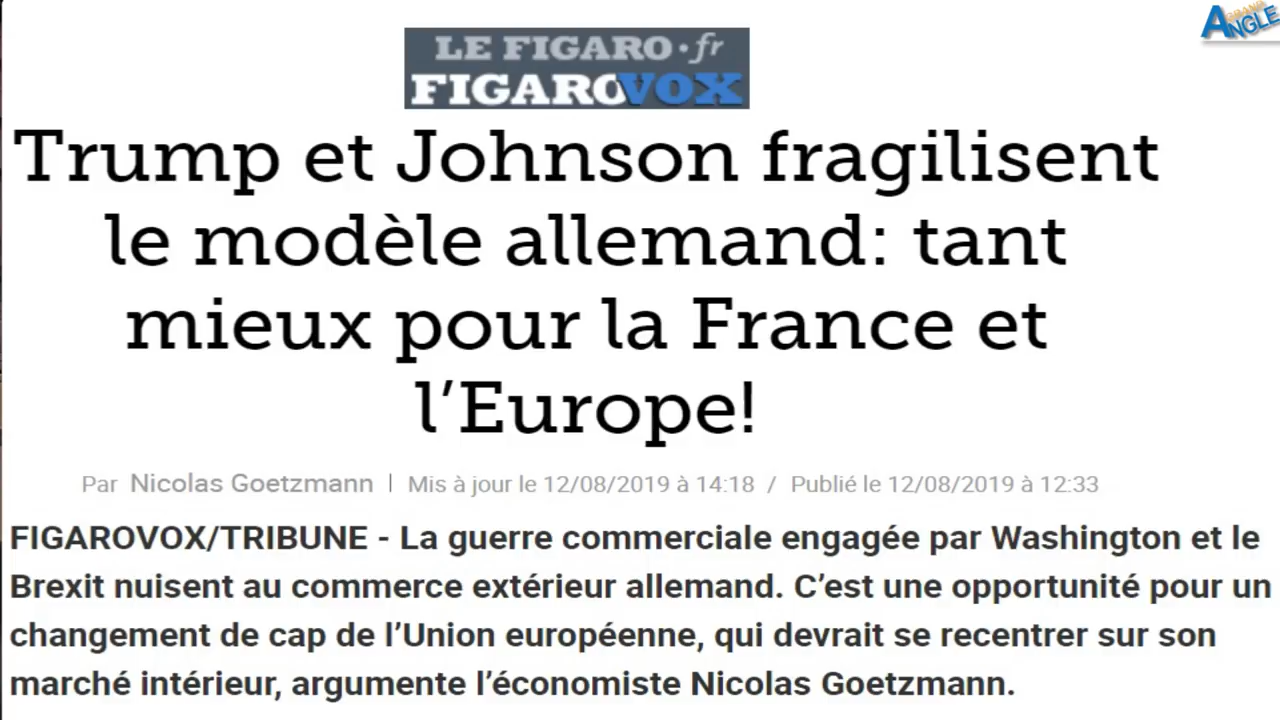 GRAND
ANGLE
LE FIGARO·fr
FIGAROVOX
Trump et Johnson fragilisent
le modèle allemand: tant
mieux pour la France et
l’Europe!
Par Nicolas Goetzmann | Mis à jour le 12/08/2019 à 14:18 / Publié le 12/08/2019 à 12:33
FIGAROVOX/TRIBUNE - La guerre commerciale engagée par Washington et le
Brexit nuisent au commerce extérieur allemand. C’est une opportunité pour un
changement de cap de l’Union européenne, qui devrait se recentrer sur son
marché intérieur, argumente l’économiste Nicolas Goetzmann.